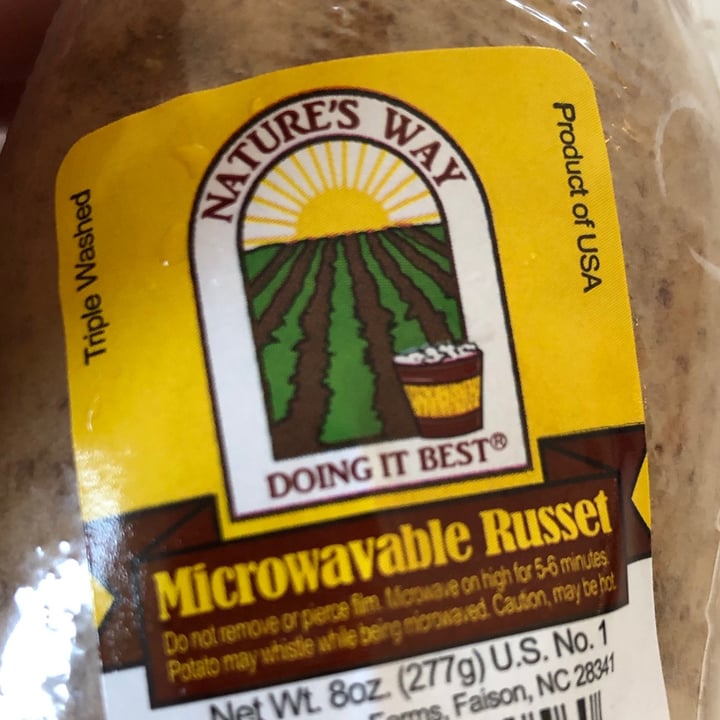 NATURE'S WAY
Triple Washed
Product of USA
DOING IT BEST®
Microwavable Russet
Do not remove or pierce film. Microwave on high for 5-6 minutes.
Potato may whistle while being microwaved. Caution, may be hot.
Net Wt. 8oz. (277g) U.S. No. 1
Farms, Faison, NC 28341